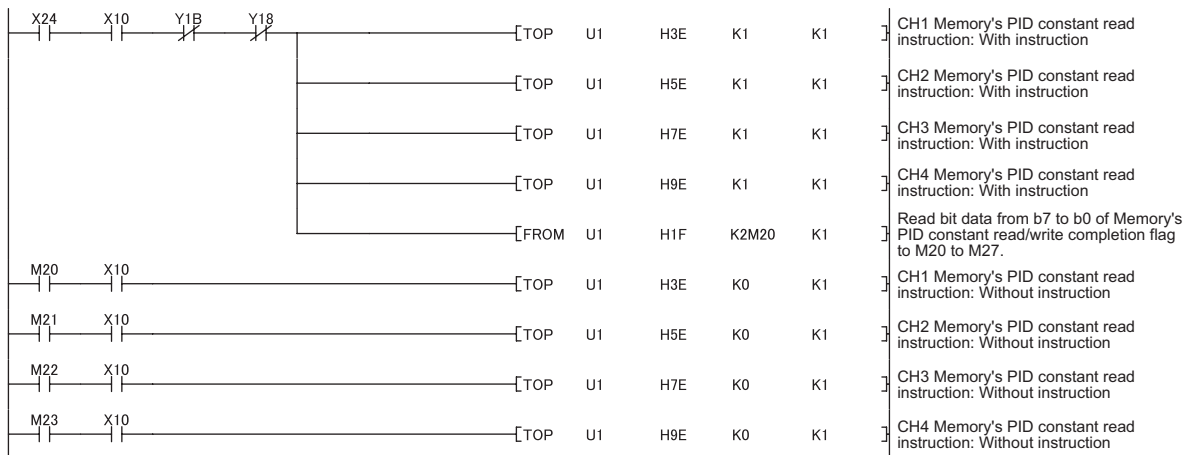 X24 X10 Y1B Y18
[TOP U1 H3E K1 K1 ]
CH1 Memory's PID constant read
instruction: With instruction
[TOP U1 H5E K1 K1 ]
CH2 Memory's PID constant read
instruction: With instruction
[TOP U1 H7E K1 K1 ]
CH3 Memory's PID constant read
instruction: With instruction
[TOP U1 H9E K1 K1 ]
CH4 Memory's PID constant read
instruction: With instruction
[FROM U1 H1F K2M20 K1 ]
Read bit data from b7 to b0 of Memory's
PID constant read/write completion flag
to M20 to M27.
M20 X10
[TOP U1 H3E K0 K1 ]
CH1 Memory's PID constant read
instruction: Without instruction
M21 X10
[TOP U1 H5E K0 K1 ]
CH2 Memory's PID constant read
instruction: Without instruction
M22 X10
[TOP U1 H7E K0 K1 ]
CH3 Memory's PID constant read
instruction: Without instruction
M23 X10
[TOP U1 H9E K0 K1 ]
CH4 Memory's PID constant read
instruction: Without instruction